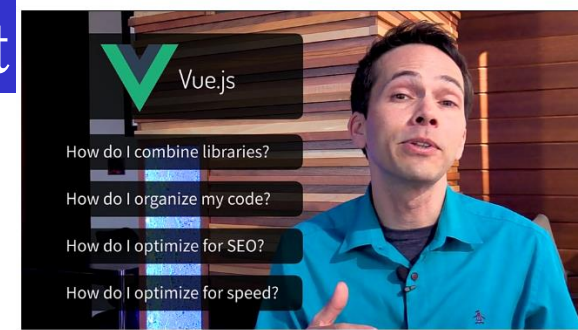 t
Vue.js
How do I combine libraries?
How do I organize my code?
How do I optimize for SEO?
How do I optimize for speed?